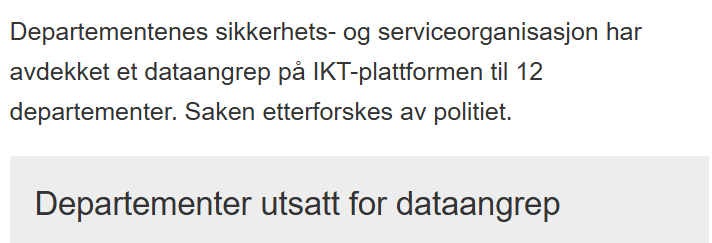 Departementenes sikkerhets- og serviceorganisasjon har
avdekket et dataangrep på IKT-plattformen til 12
departementer. Saken etterforskes av politiet.
Departementer utsatt for dataangrep